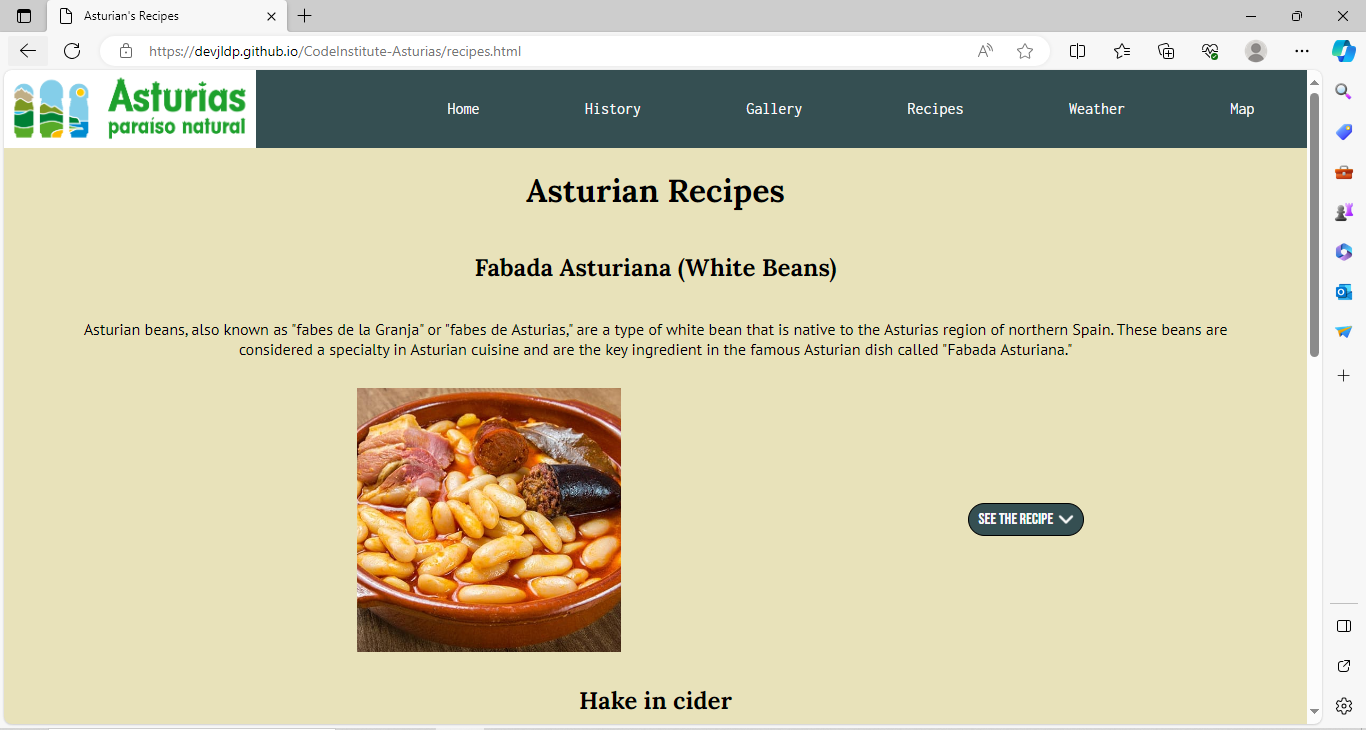 Asturian's Recipes
https://devjldp.github.io/CodeInstitute-Asturias/recipes.html
Asturias
paraíso natural
Home
History
Gallery
Recipes
Weather
Map
Asturian Recipes
Fabada Asturiana (White Beans)
Asturian beans, also known as "fabes de la Granja" or "fabes de Asturias," are a type of white bean that is native to the Asturias region of northern Spain. These beans are
considered a specialty in Asturian cuisine and are the key ingredient in the famous Asturian dish called "Fabada Asturiana."
SEE THE RECIPE
Hake in cider